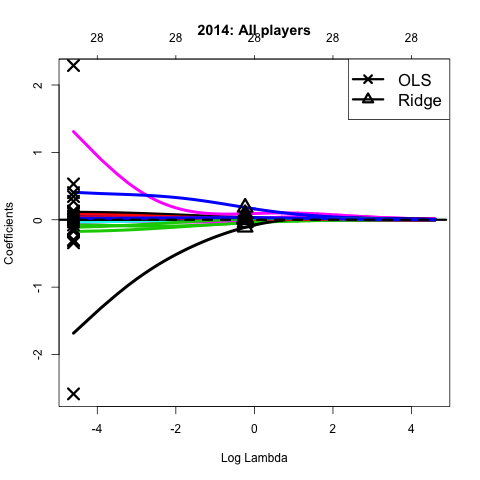 2014: All players
28 28 28 28 28
OLS
Ridge
Coefficients
2
1
0
-1
-2
-4 -2 0 2 4
Log Lambda